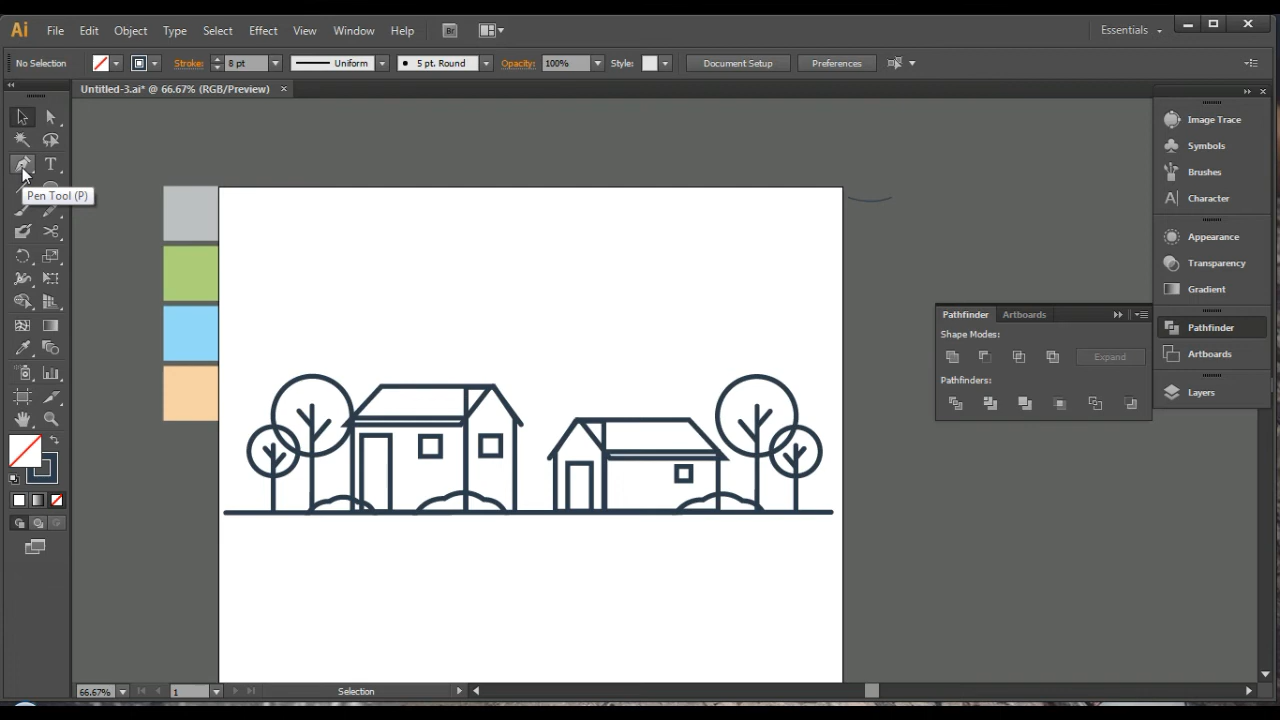 Ai File Edit Object Type Select Effect View Window Help Br Essentials
No Selection Stroke: 8 pt Uniform 5 pt. Round Opacity: 100% Style: Document Setup Preferences
Untitled-3.ai* @ 66.67% (RGB/Preview)
Image Trace
Symbols
T
Brushes
Pen Tool (P)
A Character
Appearance
Transparency
Gradient
Pathfinder Artboards
Pathfinder
Shape Modes:
Artboards
Expand
Pathfinders:
Layers
66.67% 1 Selection